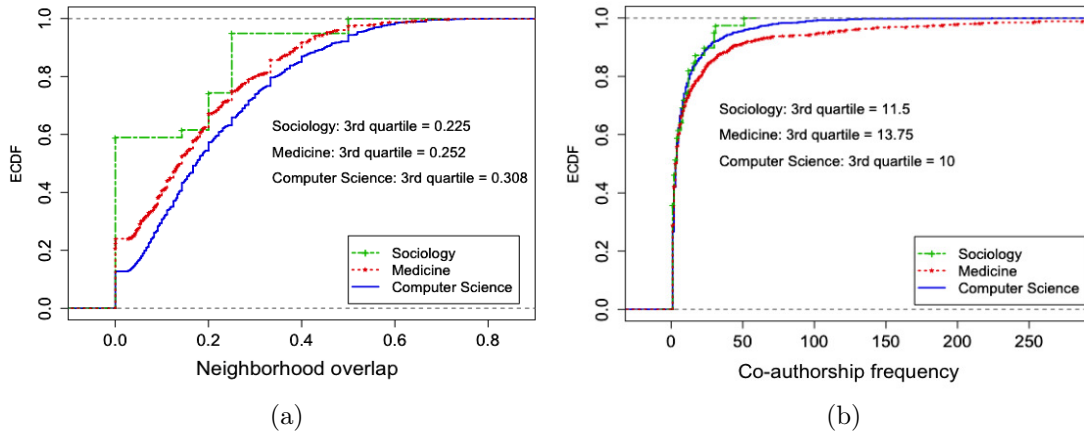 1.0
0.8
0.6
0.4
0.2
0.0
ECDF
Sociology: 3rd quartile = 0.225
Medicine: 3rd quartile = 0.252
Computer Science: 3rd quartile = 0.308
Sociology
Medicine
Computer Science
0.0 0.2 0.4 0.6 0.8
Neighborhood overlap
(a)
1.0
0.8
0.6
0.4
0.2
0.0
ECDF
Sociology: 3rd quartile = 11.5
Medicine: 3rd quartile = 13.75
Computer Science: 3rd quartile = 10
Sociology
Medicine
Computer Science
0 50 100 150 200 250
Co-authorship frequency
(b)